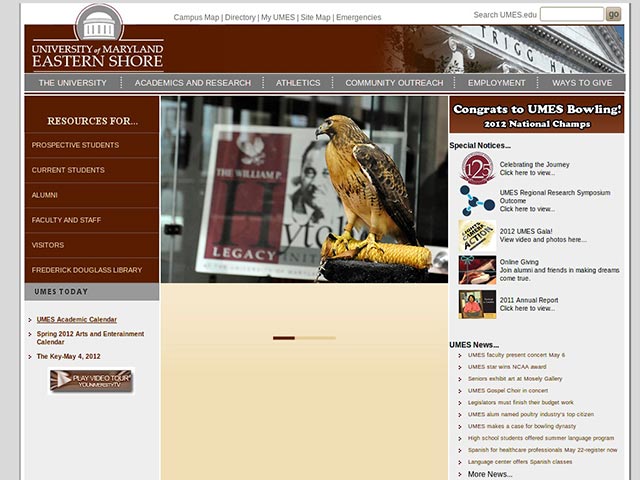 Campus Map | Directory | My UMES | Site Map | Emergencies
Search UMES.edu
go
UNIVERSITY of MARYLAND
EASTERN SHORE
TRIGG HALL
THE UNIVERSITY
ACADEMICS AND RESEARCH
ATHLETICS
COMMUNITY OUTREACH
EMPLOYMENT
WAYS TO GIVE
RESOURCES FOR...
PROSPECTIVE STUDENTS
CURRENT STUDENTS
ALUMNI
FACULTY AND STAFF
VISITORS
FREDERICK DOUGLASS LIBRARY
UMES TODAY
UMES Academic Calendar
Spring 2012 Arts and Enterainment
Calendar
The Key-May 4, 2012
PLAY VIDEO TOUR
YOUNIVERSITYTV
THE WILLIAM P.
Hytche
LEGACY
Congrats to UMES Bowling!
2012 National Champs
Special Notices...
125
Celebrating the Journey
Click here to view...
UMES Regional Research Symposium
Outcome
Click here to view...
LIGHTS
CAMERA
ACTION
2012 UMES Gala!
View video and photos here...
Online Giving
Join alumni and friends in making dreams
come true.
2011 Annual Report
Click here to view...
UMES News...
UMES faculty present concert May 6
UMES star wins NCAA award
Seniors exhibit art at Mosely Gallery
UMES Gospel Choir in concert
Legislators must finish their budget work
UMES alum named poultry industry's top citizen
UMES makes a case for bowling dynasty
High school students offered summer language program
Spanish for healthcare professionals May 22-register now
Language center offers Spanish classes
More News...